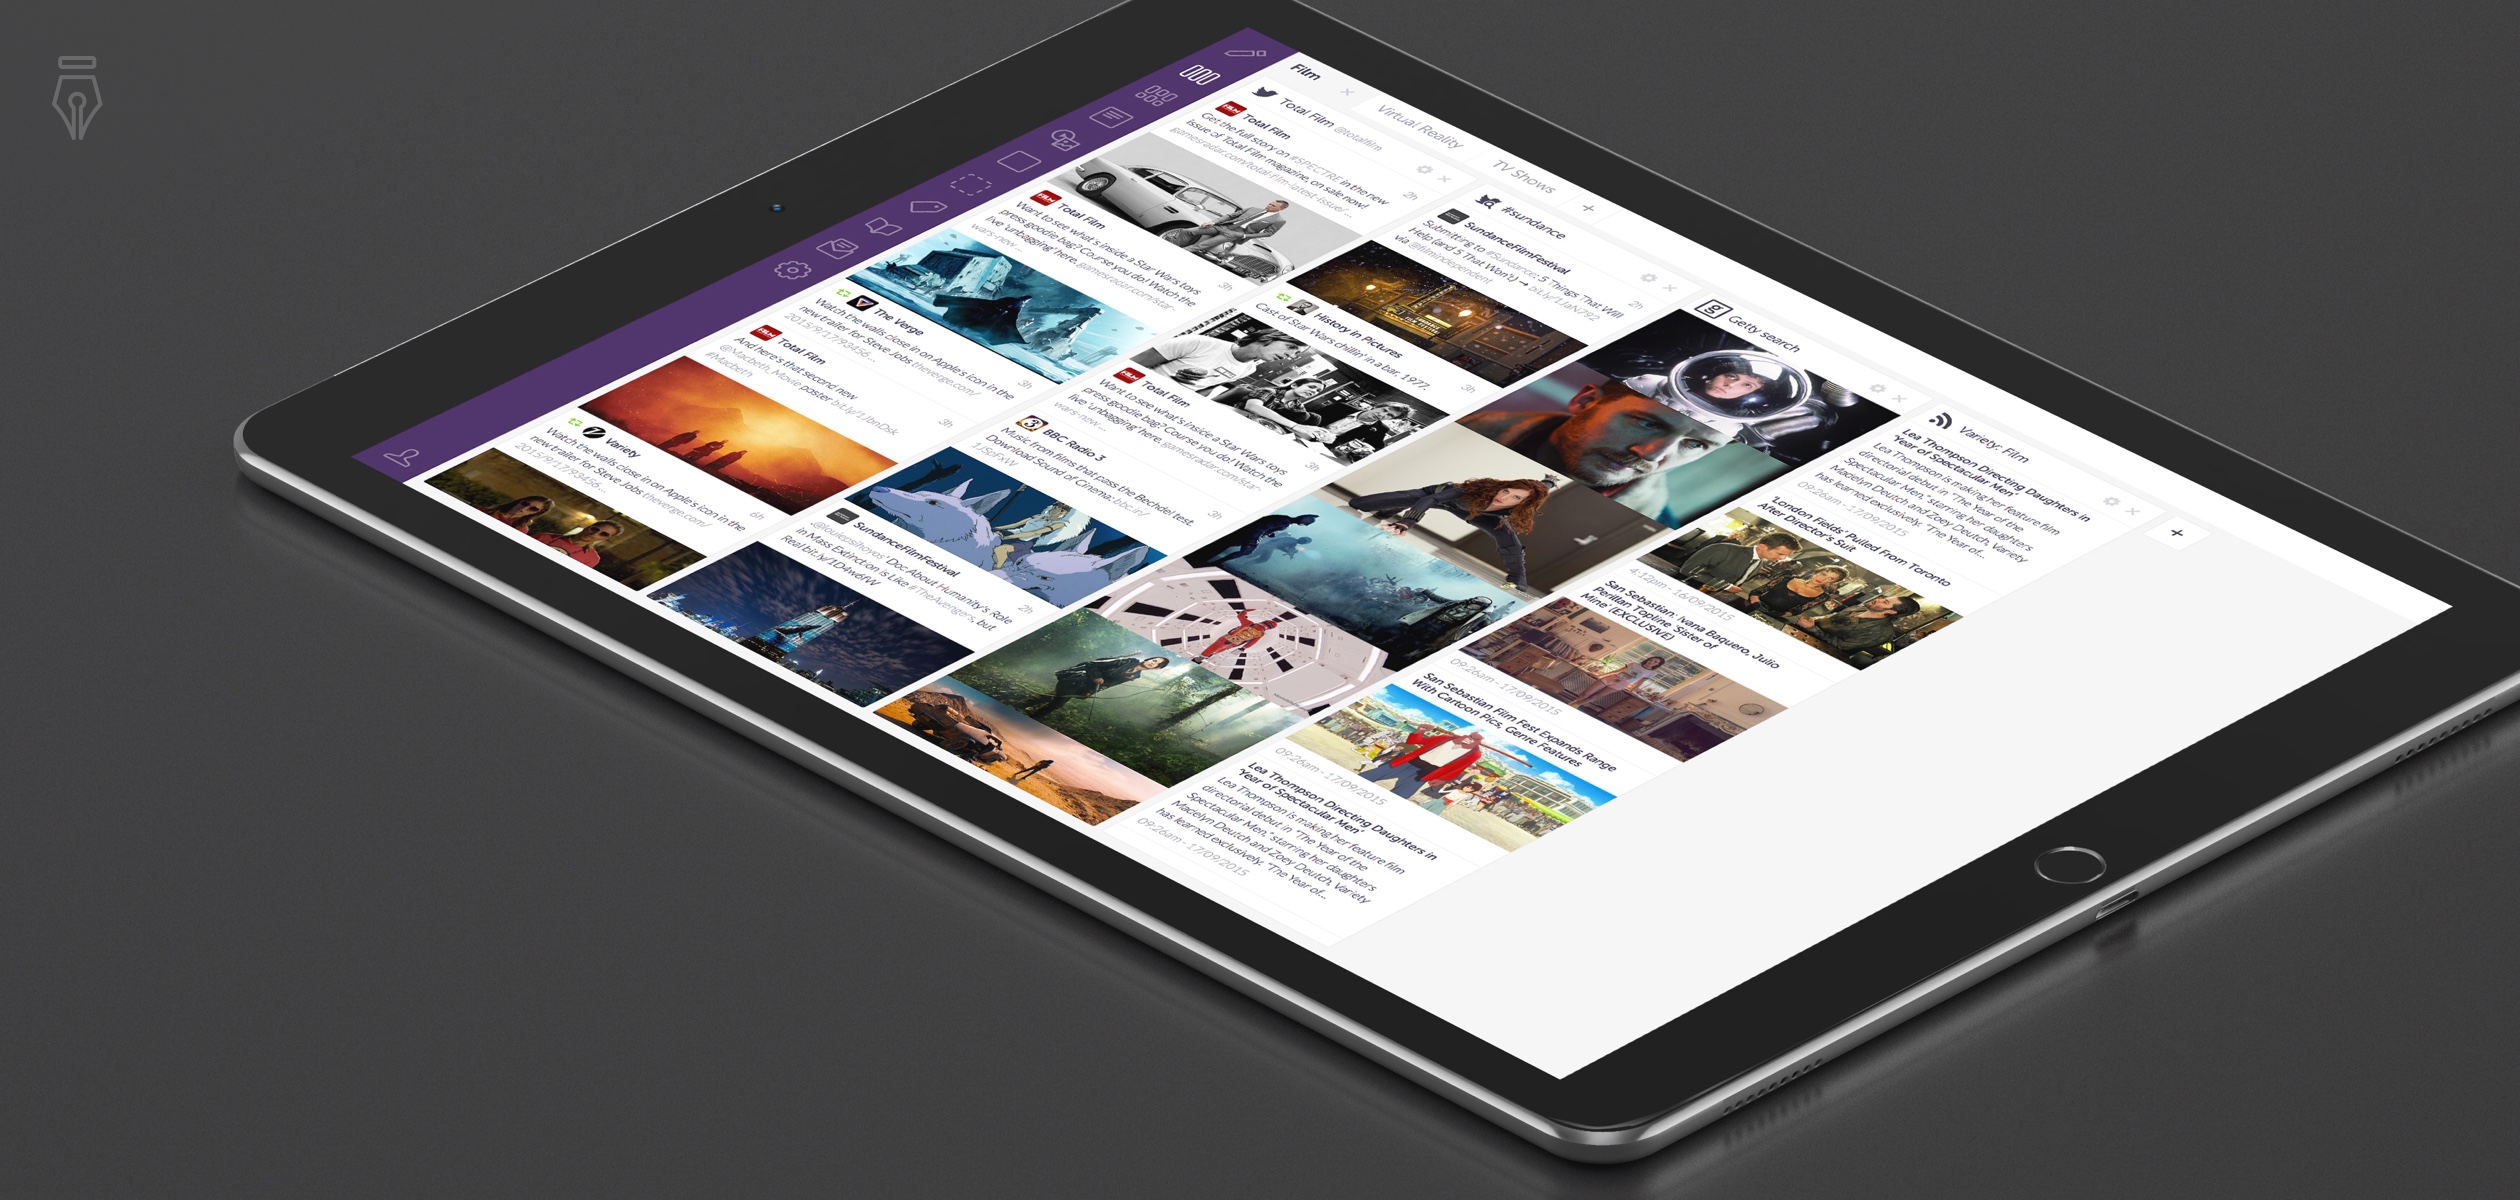 Film
Virtual Reality
TV Shows
Total Film @totalfilm
Total Film
Get the full story on #SPECTRE in the new
issue of Total Film magazine, on sale now!
gamesradar.com/total-film-latest-issue/...
2h
Total Film
Want to see what's inside a Star Wars toys
press goodie bag? Course you do! Watch the
live 'unbagging' here. gamesradar.com/star-
wars-new...
3h
The Verge
Watch the walls close in on Apple's icon in the
new trailer for Steve Jobs theverge.com/
2015/9/17/93456...
3h
Total Film
And here's that second new
@Macbeth_Movie poster bit.ly/1JbnDsk
#Macbeth
3h
Variety
Watch the walls close in on Apple's icon in the
new trailer for Steve Jobs theverge.com/
2015/9/17/93456...
6h
#sundance
SundanceFilmFestival
Submitting to #Sundance: 5 Things That Will
Help (and 5 That Won't) → bit.ly/1JaN792
via @filmindependent
2h
History in Pictures
Cast of Star Wars chillin' in a bar, 1977.
3h
Total Film
Want to see what's inside a Star Wars toys
press goodie bag? Course you do! Watch the
live 'unbagging' here. gamesradar.com/star-
wars-new...
3h
BBC Radio 3
Music from films that pass the Bechdel test.
Download Sound of Cinema: bbc.in/
3h
SundanceFilmFestival
Doc About Humanity's Role
in Mass Extinction is Like #TheAvengers, but
Real bit.ly/1D4w6fW
2h
Getty search
Variety: Film
Lea Thompson Directing Daughters in
'Year of Spectacular Men'
Lea Thompson is making her feature film
directorial debut in "The Year of the
Spectacular Men," starring her daughters
Madelyn Deutch and Zoey Deutch, Variety
has learned exclusively. "The Year of...
09:26am - 17/09/2015
'London Fields' Pulled From Toronto
After Director's Suit
4:12pm - 16/09/2015
San Sebastian: Ivana Baquero, Julio
Perillan Topline 'Sister of
Mine' (EXCLUSIVE)
09:26am - 17/09/2015
San Sebastian Film Fest Expands Range
With Cartoon Pics, Genre Features
09:26am - 17/09/2015
Lea Thompson Directing Daughters in
'Year of Spectacular Men'
Lea Thompson is making her feature film
directorial debut in "The Year of the
Spectacular Men," starring her daughters
Madelyn Deutch and Zoey Deutch, Variety
has learned exclusively. "The Year of...
09:26am - 17/09/2015